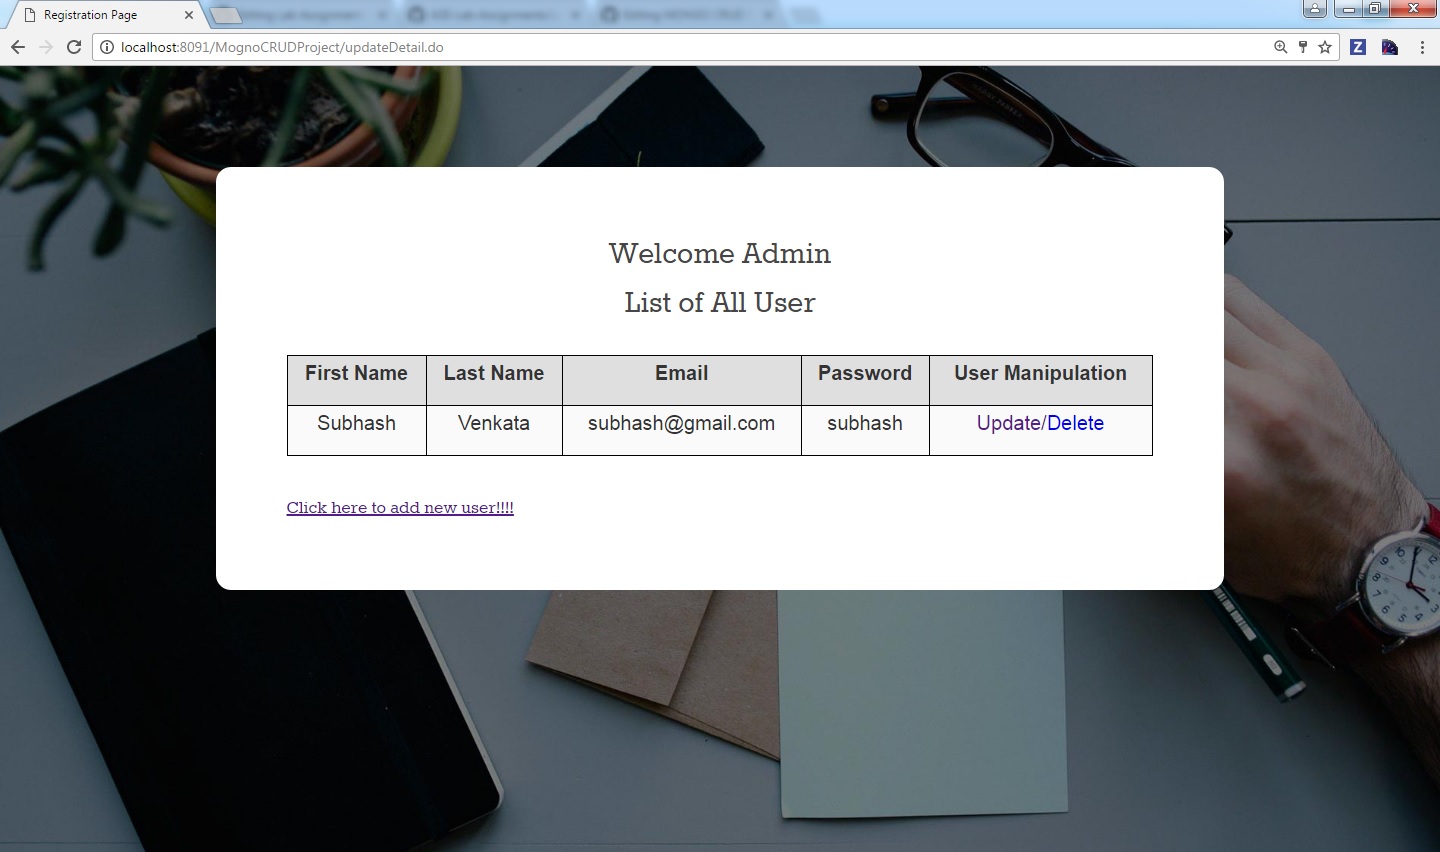 Registration Page
localhost:8091/MognoCRUDProject/updateDetail.do
Welcome Admin
List of All User
First Name Last Name Email Password User Manipulation
Subhash Venkata subhash@gmail.com subhash Update/Delete
Click here to add new user!!!!